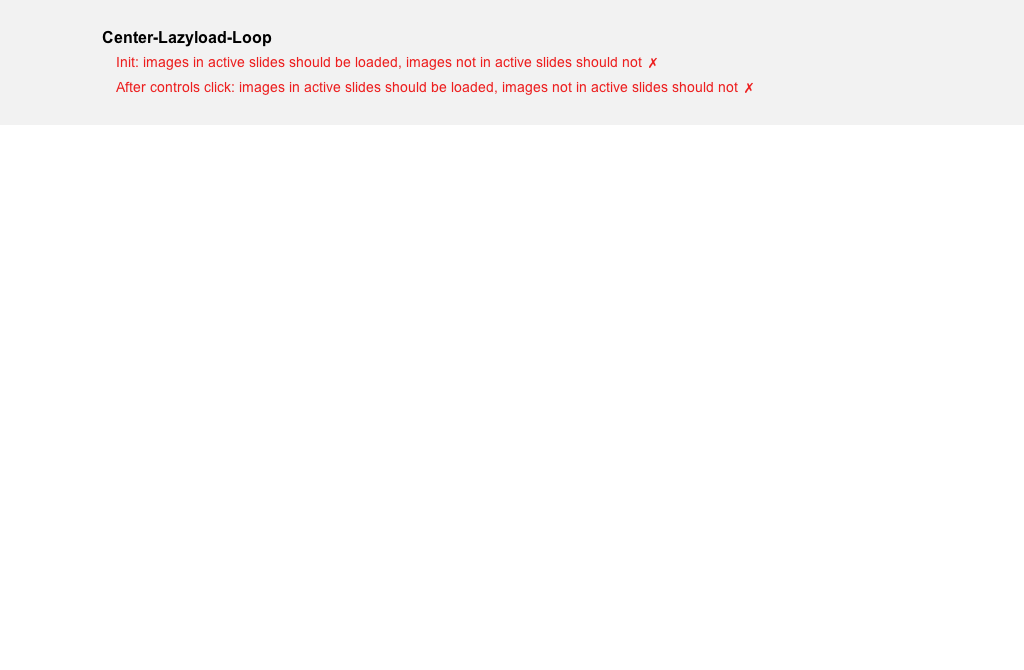 Center-Lazyload-Loop
Init: images in active slides should be loaded, images not in active slides should not ✗
After controls click: images in active slides should be loaded, images not in active slides should not ✗